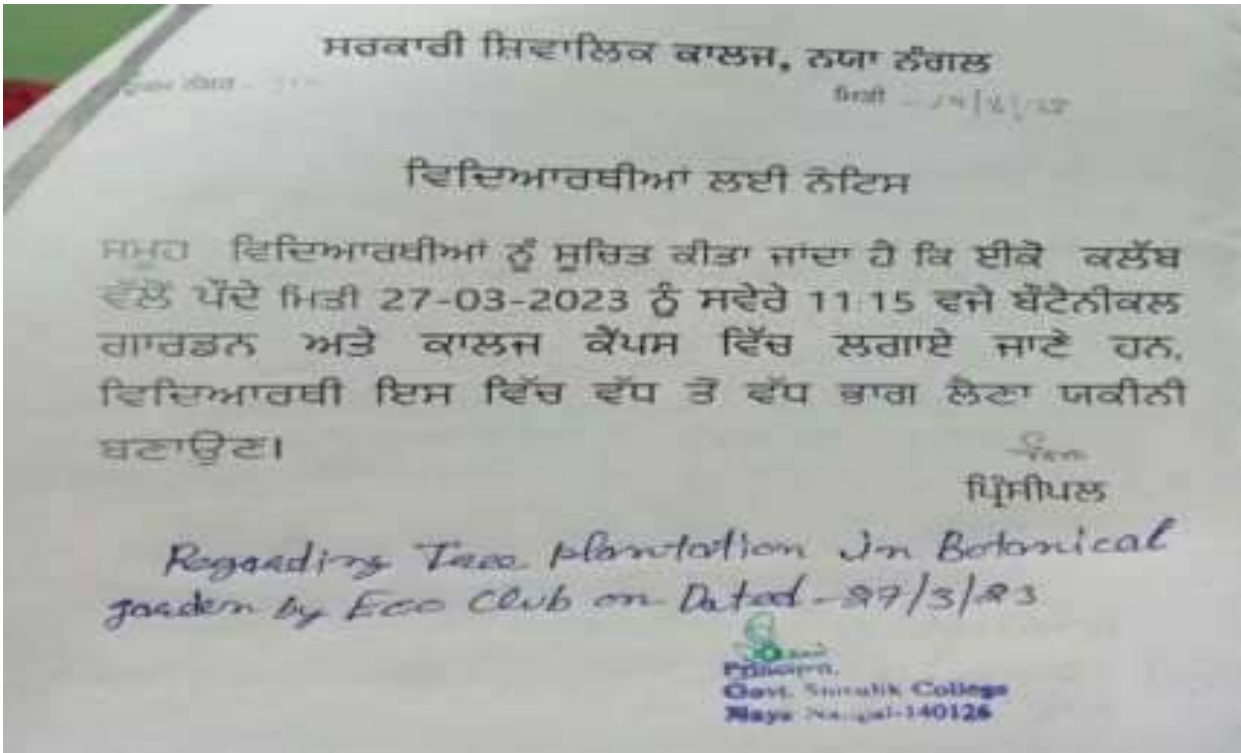 ਸਰਕਾਰੀ ਸ਼ਿਵਾਲਿਕ ਕਾਲਜ, ਨਯਾ ਨੰਗਲ
ਮਿਤੀ
ਵਿਦਿਆਰਥੀਆਂ ਲਈ ਨੋਟਿਸ
ਸਮੂਹ ਵਿਦਿਆਰਥੀਆਂ ਨੂੰ ਸੂਚਿਤ ਕੀਤਾ ਜਾਂਦਾ ਹੈ ਕਿ ਈਕੋ ਕਲੱਬ
ਵੱਲੋਂ ਪੌਦੇ ਮਿਤੀ 27-03-2023 ਨੂੰ ਸਵੇਰੇ 11:15 ਵਜੇ ਬੌਟੈਨੀਕਲ
ਗਾਰਡਨ ਅਤੇ ਕਾਲਜ ਕੈਂਪਸ ਵਿੱਚ ਲਗਾਏ ਜਾਣੇ ਹਨ.
ਵਿਦਿਆਰਥੀ ਇਸ ਵਿੱਚ ਵੱਧ ਤੋਂ ਵੱਧ ਭਾਗ ਲੈਣਾ ਯਕੀਨੀ
ਬਣਾਉਣ।
ਪ੍ਰਿੰਸੀਪਲ
Regarding Tree plantation In Botanical
garden by Eco Club on Dated-27/3/23
Principal,
Govt. Shivalik College
Naya Nangal-140126